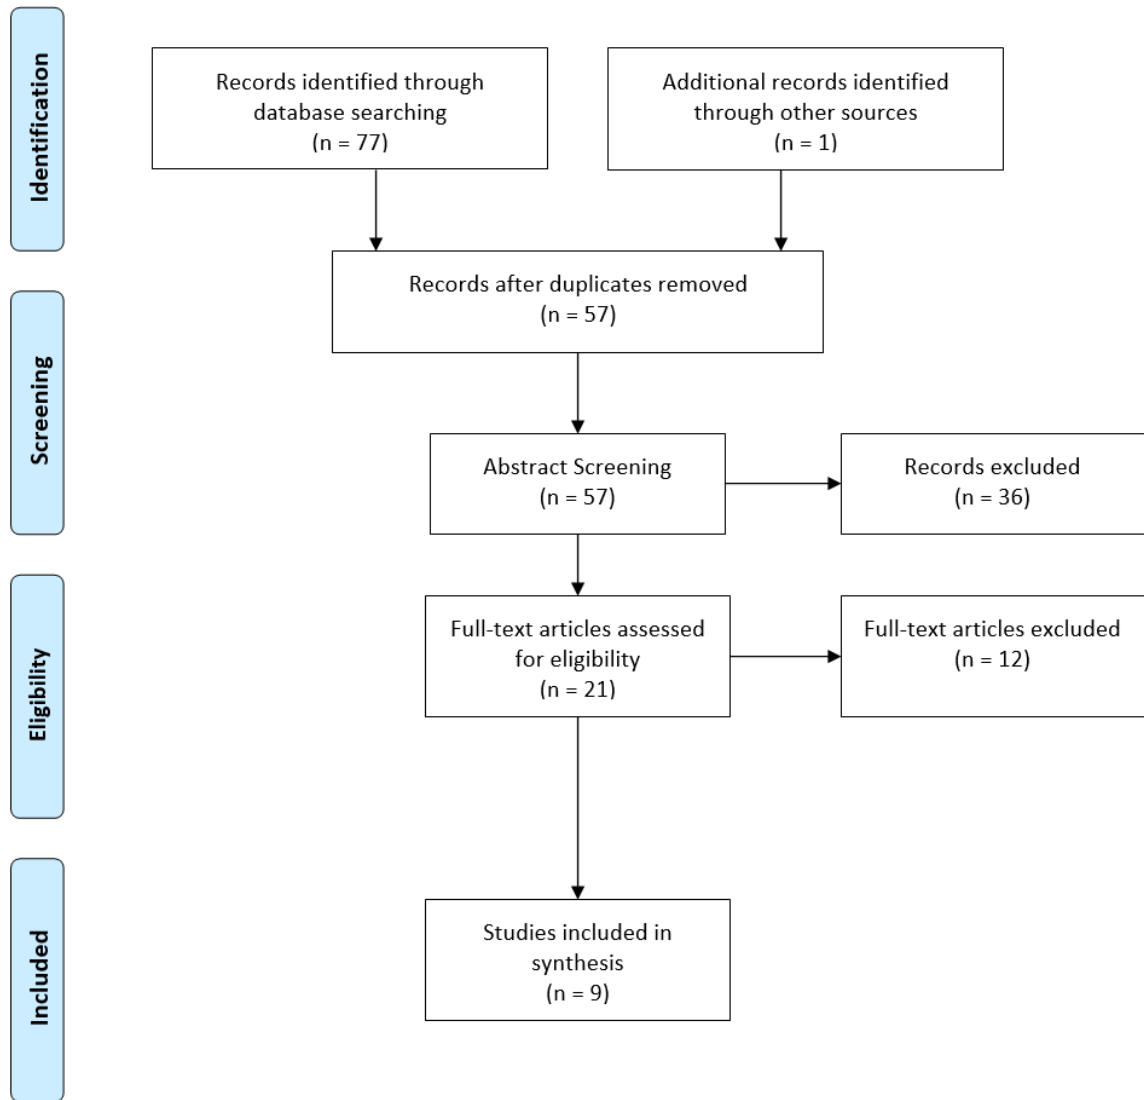 Identification
Records identified through
database searching
(n = 77)
Additional records identified
through other sources
(n = 1)
Records after duplicates removed
(n = 57)
Screening
Abstract Screening
(n = 57)
Records excluded
(n = 36)
Eligibility
Full-text articles assessed
for eligibility
(n = 21)
Full-text articles excluded
(n = 12)
Included
Studies included in
synthesis
(n = 9)